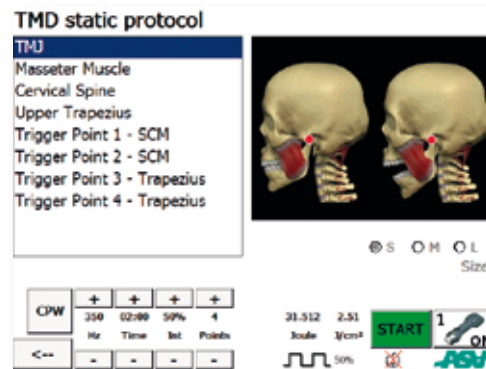 TMD static protocol
TMJ
Masseter Muscle
Cervical Spine
Upper Trapezius
Trigger Point 1 - SCM
Trigger Point 2 - SCM
Trigger Point 3 - Trapezius
Trigger Point 4 - Trapezius
S M L
Size
CPW
+ + + +
350 02:00 50% 4
Hz Time Int Points
- - - -
<--
31.512 2.51
Joule J/cm²
50%
START
1
ON
ASA